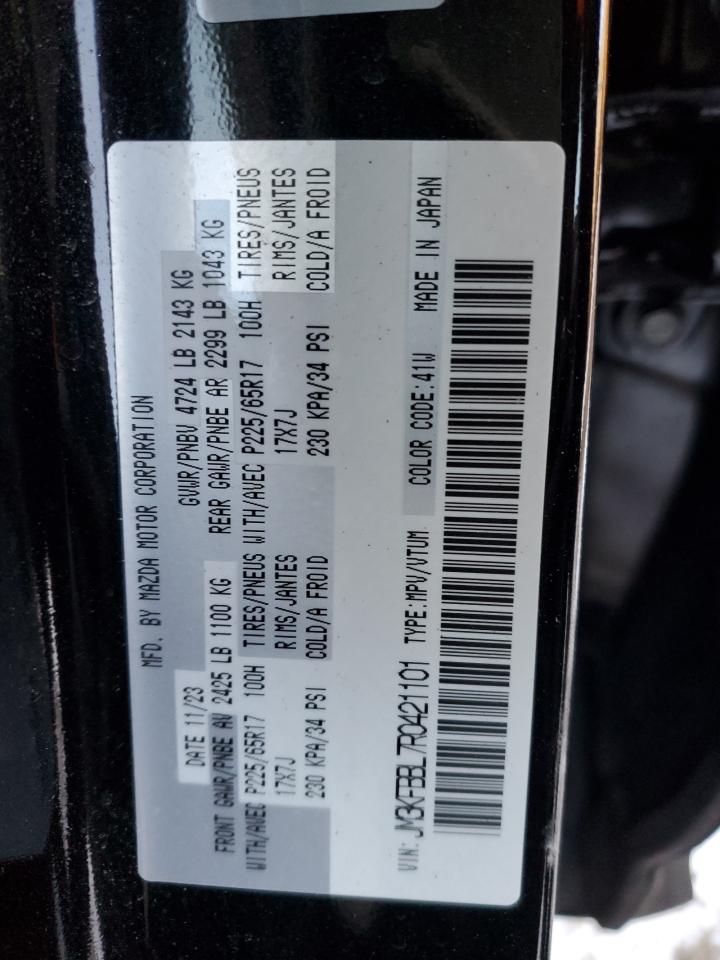 MFD. BY MAZDA MOTOR CORPORATION
DATE 11/23 GVWR/PNBV 4724 LB 2143 KG
FRONT GAWR/PNBE AV 2425 LB 1100 KG REAR GAWR/PNBE AR 2299 LB 1043 KG
WITH/AVEC P225/65R17 100H TIRES/PNEUS WITH/AVEC P225/65R17 100H TIRES/PNEUS
17X7J RIMS/JANTES 17X7J RIMS/JANTES
230 KPA/34 PSI COLD/A FROID 230 KPA/34 PSI COLD/A FROID
VIN: JM3KFBBL7R0421101 TYPE:MPV/VTUM COLOR CODE:41W MADE IN JAPAN